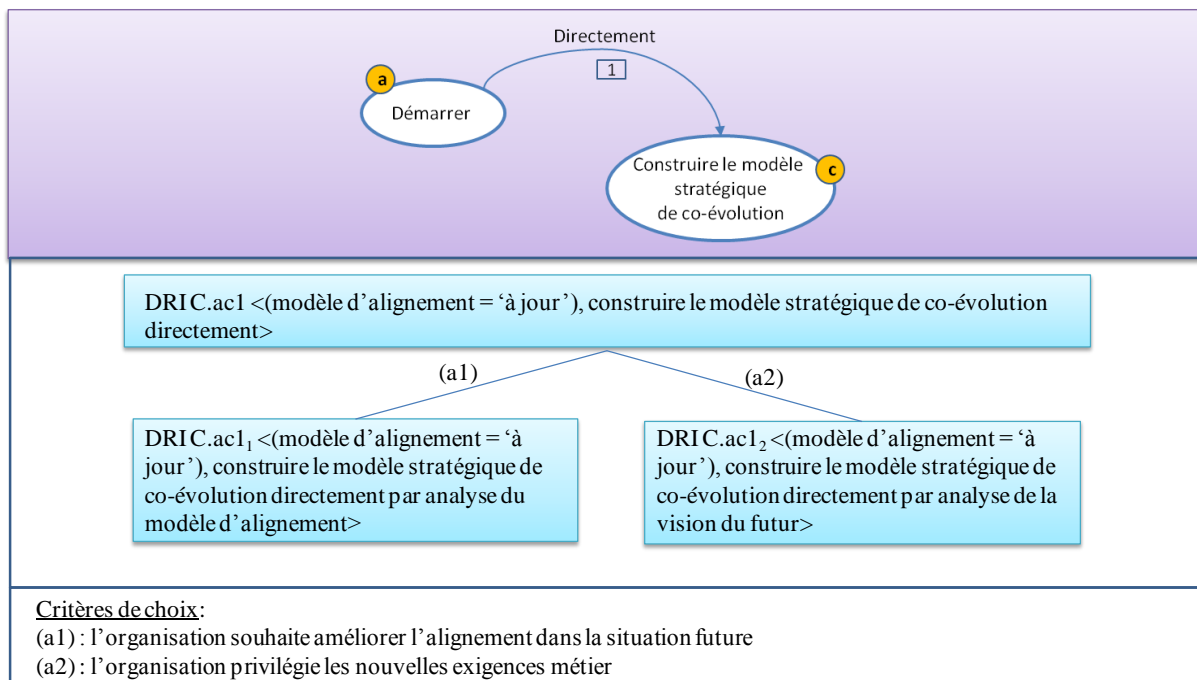 Directement
1
a
Démarrer
Construire le modèle
stratégique
de co-évolution
c
DRIC.ac1 <(modèle d’alignement = ‘à jour’), construire le modèle stratégique de co-évolution
directement>
(a1)
(a2)
DRIC.ac1₁ <(modèle d’alignement = ‘à
jour’), construire le modèle stratégique de
co-évolution directement par analyse du
modèle d’alignement>
DRIC.ac1₂ <(modèle d’alignement = ‘à
jour’), construire le modèle stratégique de
co-évolution directement par analyse de la
vision du futur>
Critères de choix:
(a1) : l’organisation souhaite améliorer l’alignement dans la situation future
(a2) : l’organisation privilégie les nouvelles exigences métier